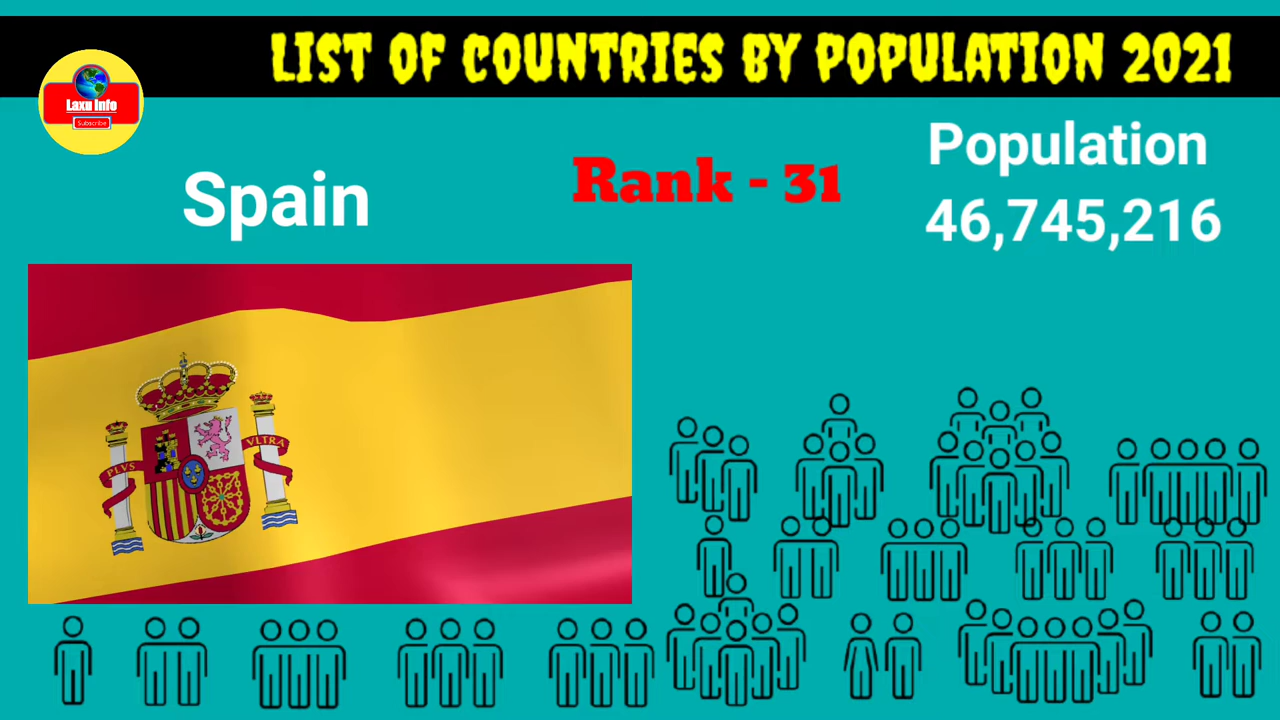 LIST OF COUNTRIES BY POPULATION 2021
Laxu Info
Subscribe
Spain
Rank - 31
Population
46,745,216
PLVS
VLTRA